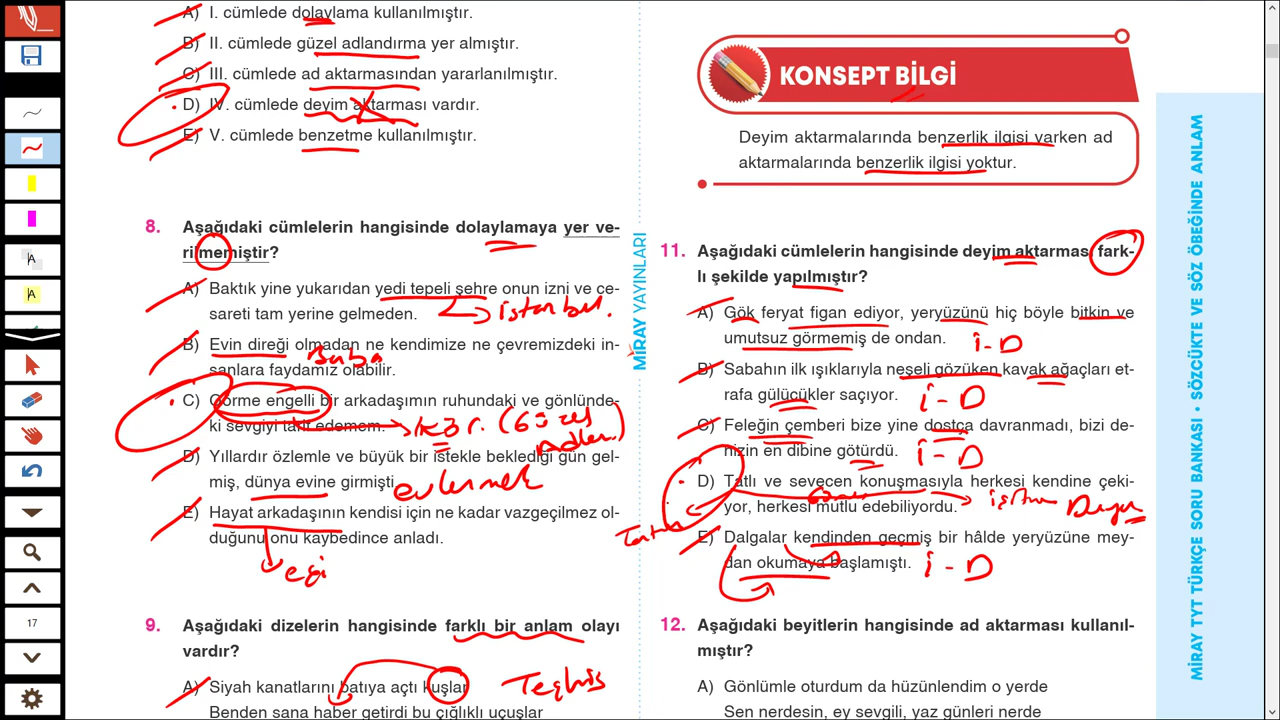 A) I. cümlede dolaylama kullanılmıştır.
B) II. cümlede güzel adlandırma yer almıştır.
C) III. cümlede ad aktarmasından yararlanılmıştır.
D) IV. cümlede deyim aktarması vardır.
E) V. cümlede benzetme kullanılmıştır.
8. Aşağıdaki cümlelerin hangisinde dolaylamaya yer ve-
rilmemiştir?
A) Baktık yine yukarıdan yedi tepeli şehre onun izni ve ce-
sareti tam yerine gelmeden.
istanbul.
B) Evin direği olmadan ne kendimize ne çevremizdeki in-
Baba
sanlara faydamız olabilir.
C) Görme engelli bir arkadaşımın ruhundaki ve gönlünde-
ki sevgiyi tarif edemem.
kör. (Güzel
Adlan.)
D) Yıllardır özlemle ve büyük bir istekle beklediği gün gel-
miş, dünya evine girmişti.
evlenmek
E) Hayat arkadaşının kendisi için ne kadar vazgeçilmez ol-
duğunu onu kaybedince anladı.
eşi
9. Aşağıdaki dizelerin hangisinde farklı bir anlam olayı
vardır?
A) Siyah kanatlarını batıya açtı kuşlar
Teşhis
Benden sana haber getirdi bu çığlıklı uçuşlar
KONSEPT BİLGİ
Deyim aktarmalarında benzerlik ilgisi varken ad
aktarmalarında benzerlik ilgisi yoktur.
11. Aşağıdaki cümlelerin hangisinde deyim aktarması fark-
lı şekilde yapılmıştır?
A) Gök feryat figan ediyor, yeryüzünü hiç böyle bitkin ve
umutsuz görmemiş de ondan.
i-D
B) Sabahın ilk ışıklarıyla neşeli gözüken kavak ağaçları et-
rafa gülücükler saçıyor.
i-D
C) Feleğin çemberi bize yine dostça davranmadı, bizi de-
nizin en dibine götürdü.
i-D
D) Tatlı ve sevecen konuşmasıyla herkesi kendine çeki-
yor, herkesi mutlu edebiliyordu.
işitme Duyu
E) Dalgalar kendinden geçmiş bir hâlde yeryüzüne mey-
dan okumaya başlamıştı.
i-D
12. Aşağıdaki beyitlerin hangisinde ad aktarması kullanıl-
mıştır?
A) Gönlümle oturdum da hüzünlendim o yerde
Sen nerdesin, ey sevgili, yaz günleri nerde
MİRAY YAYINLARI
MİRAY TYT TÜRKÇE SORU BANKASI • SÖZCÜKTE VE SÖZ ÖBEĞİNDE ANLAM
A
A
17